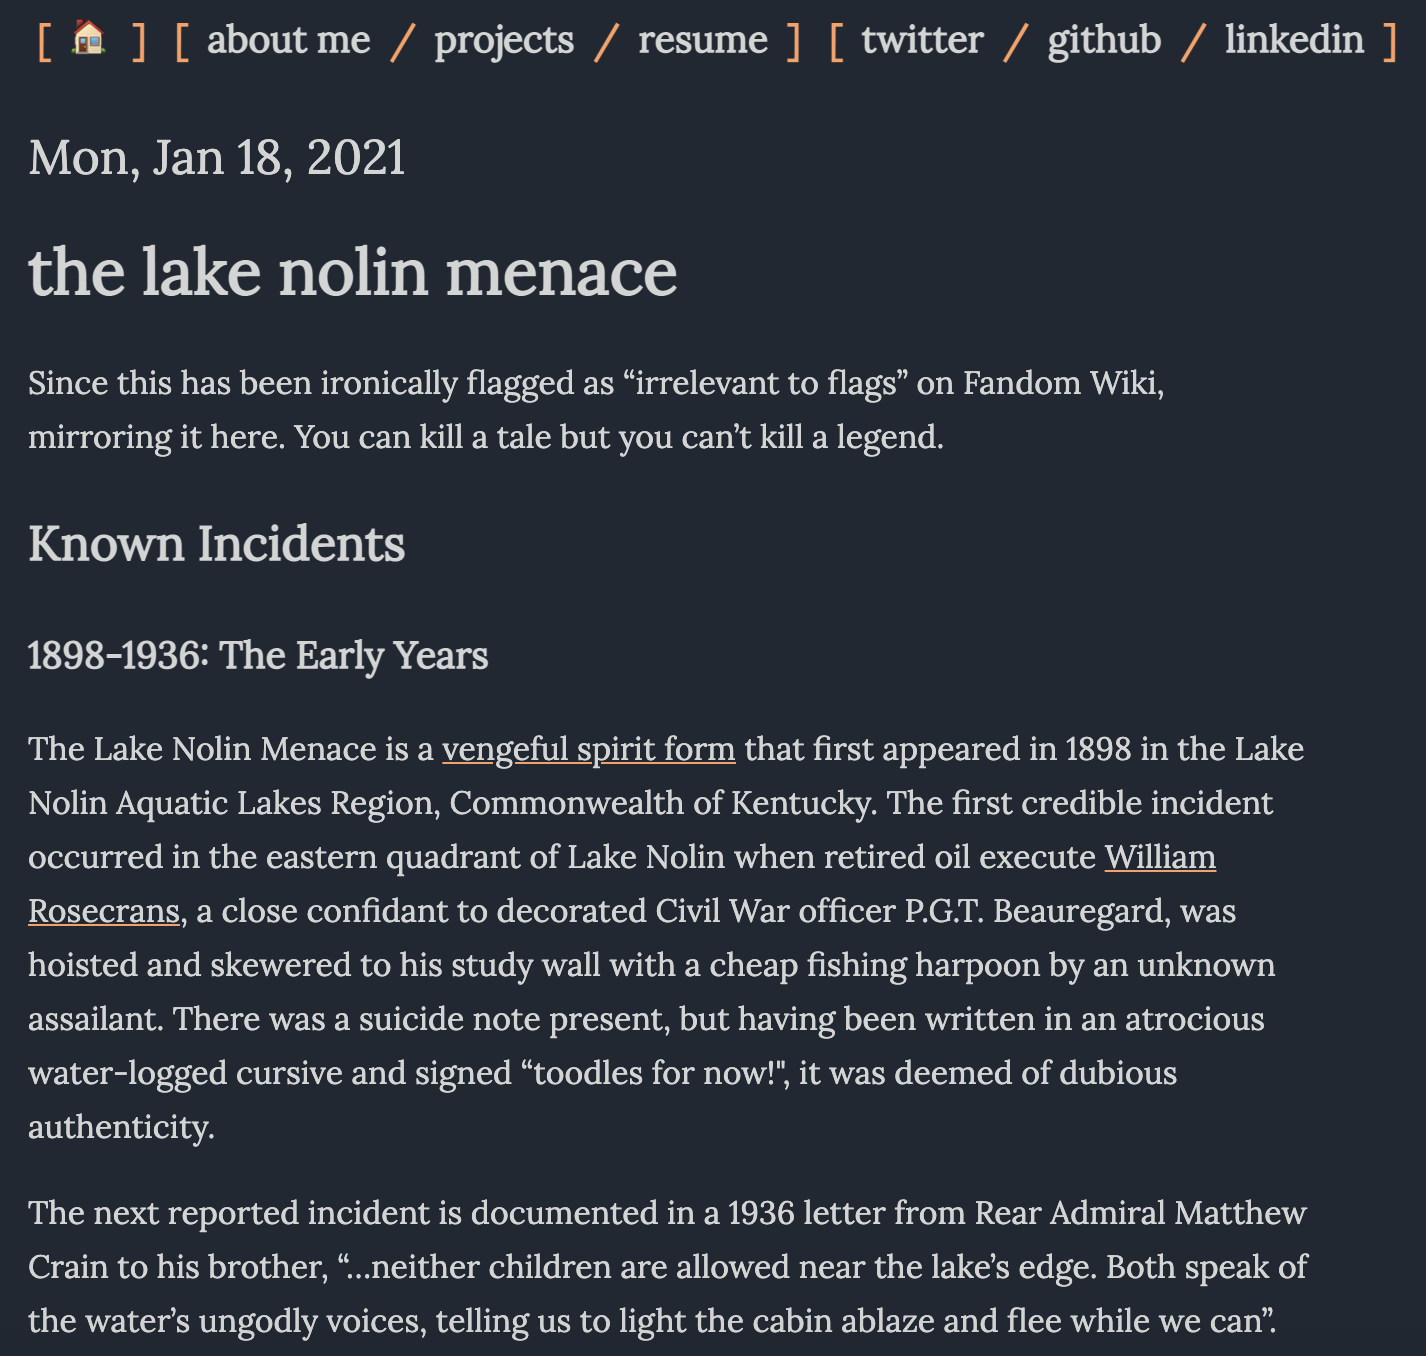 [ 🏠 ] [ about me / projects / resume ] [ twitter / github / linkedin ]
Mon, Jan 18, 2021
the lake nolin menace
Since this has been ironically flagged as “irrelevant to flags” on Fandom Wiki,
mirroring it here. You can kill a tale but you can’t kill a legend.
Known Incidents
1898-1936: The Early Years
The Lake Nolin Menace is a vengeful spirit form that first appeared in 1898 in the Lake
Nolin Aquatic Lakes Region, Commonwealth of Kentucky. The first credible incident
occurred in the eastern quadrant of Lake Nolin when retired oil execute William
Rosecrans, a close confidant to decorated Civil War officer P.G.T. Beauregard, was
hoisted and skewered to his study wall with a cheap fishing harpoon by an unknown
assailant. There was a suicide note present, but having been written in an atrocious
water-logged cursive and signed “toodles for now!", it was deemed of dubious
authenticity.
The next reported incident is documented in a 1936 letter from Rear Admiral Matthew
Crain to his brother, “…neither children are allowed near the lake’s edge. Both speak of
the water’s ungodly voices, telling us to light the cabin ablaze and flee while we can”.